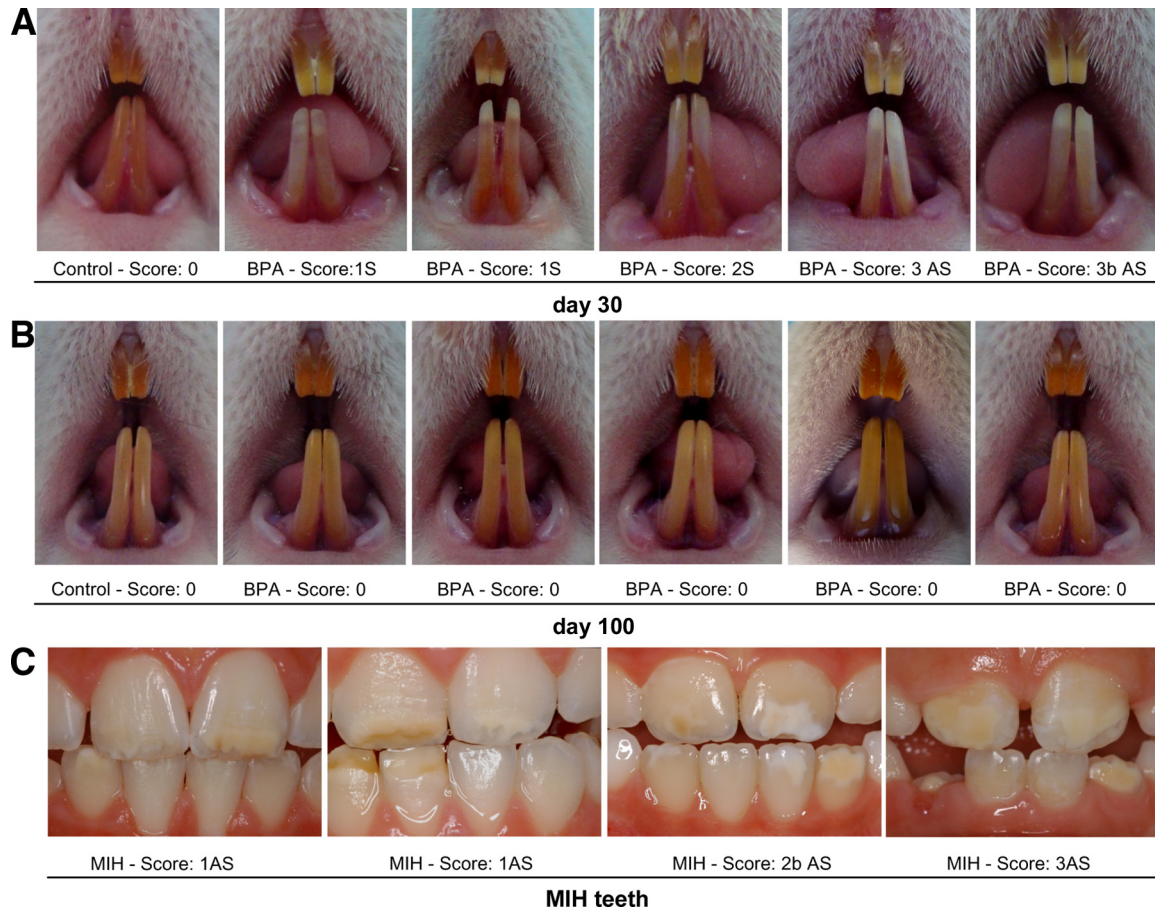 A
Control - Score: 0 BPA - Score:1S BPA - Score: 1S BPA - Score: 2S BPA - Score: 3 AS BPA - Score: 3b AS
day 30
B
Control - Score: 0 BPA - Score: 0 BPA - Score: 0 BPA - Score: 0 BPA - Score: 0 BPA - Score: 0
day 100
C
MIH - Score: 1AS MIH - Score: 1AS MIH - Score: 2b AS MIH - Score: 3AS
MIH teeth